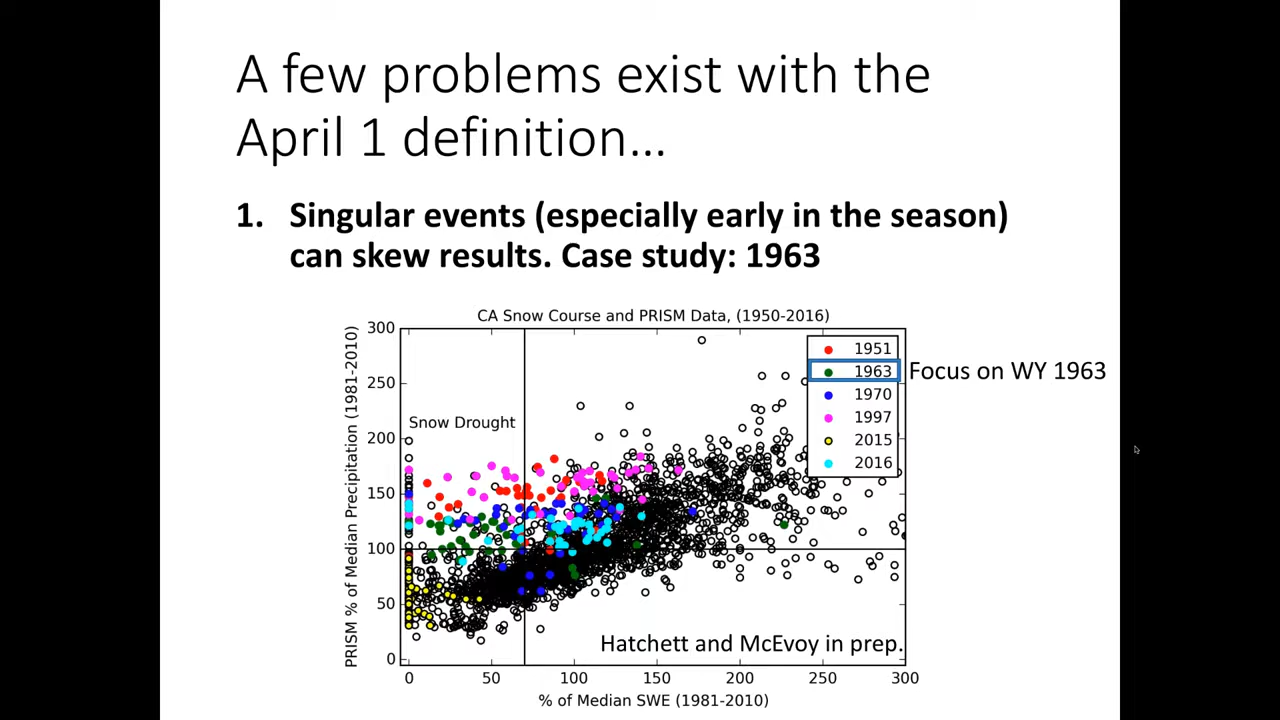 A few problems exist with the
April 1 definition...
1. Singular events (especially early in the season)
can skew results. Case study: 1963
CA Snow Course and PRISM Data, (1950-2016)
PRISM % of Median Precipitation (1981-2010)
300
250
200
150
100
50
0
Snow Drought
1951
1963
1970
1997
2015
2016
Focus on WY 1963
Hatchett and McEvoy in prep.
0 50 100 150 200 250 300
% of Median SWE (1981-2010)